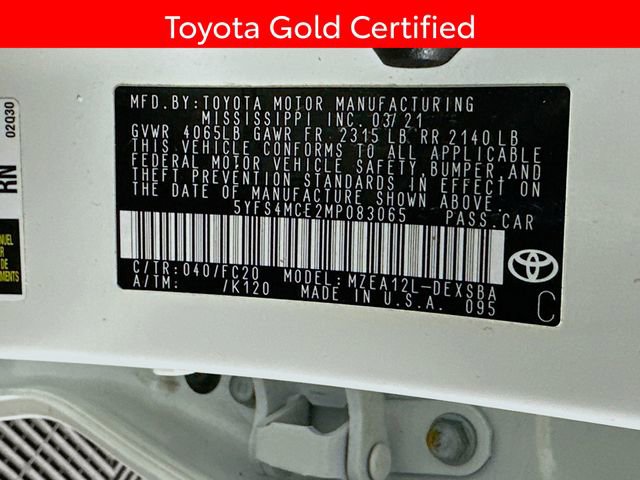 Toyota Gold Certified
MFD. BY: TOYOTA MOTOR MANUFACTURING
MISSISSIPPI INC. 03/21
GVWR 4065LB GAWR FR. 2315 LB RR 2140 LB
THIS VEHICLE CONFORMS TO ALL APPLICABLE
FEDERAL MOTOR VEHICLE SAFETY, BUMPER, AND
THEFT PREVENTION STANDARDS IN EFFECT ON
THE DATE OF MANUFACTURE SHOWN ABOVE.
5YFS4MCE2MP083065 PASS.CAR
C/TR: 040/FC20 MODEL: MZEA12L-DEXSBA
A/TM: /K120 MADE IN U.S.A. 095
C
RN 02Q30
DE